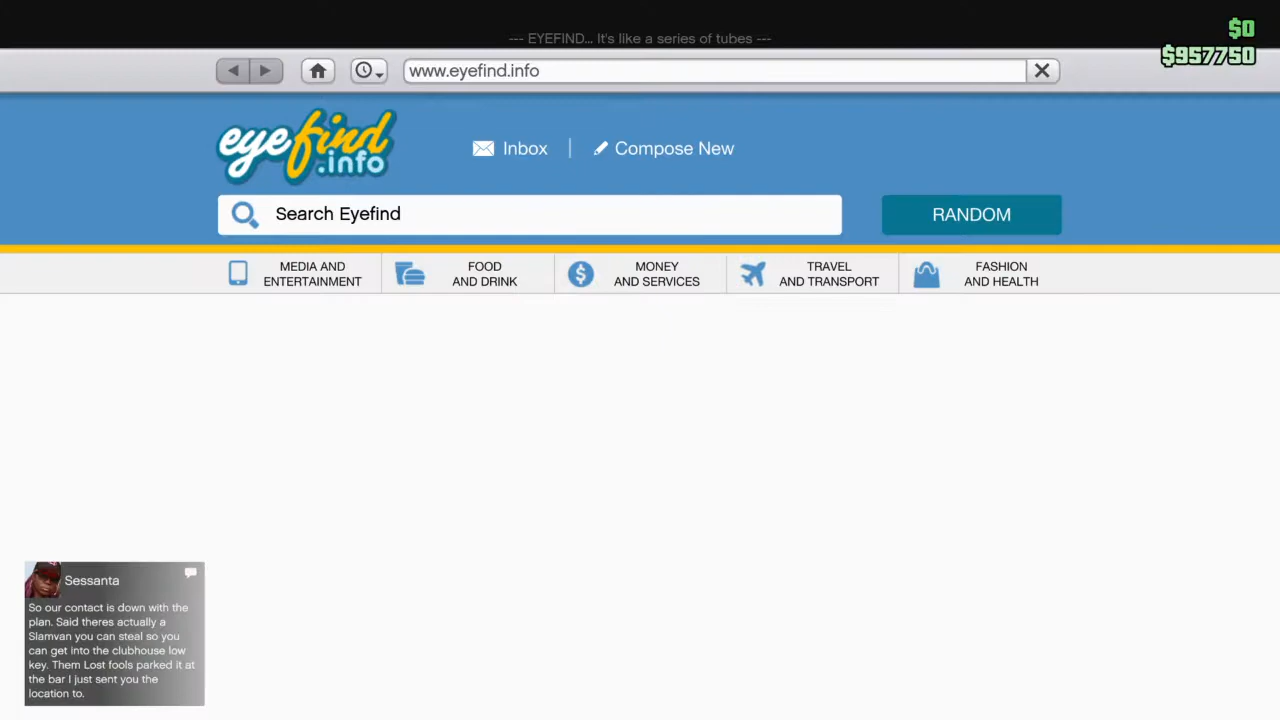 --- EYEFIND... It's like a series of tubes ---
$0
$957750
www.eyefind.info
eyefind
.info
Inbox
Compose New
Search Eyefind
RANDOM
MEDIA AND
ENTERTAINMENT
FOOD
AND DRINK
MONEY
AND SERVICES
TRAVEL
AND TRANSPORT
FASHION
AND HEALTH
Sessanta
So our contact is down with the
plan. Said theres actually a
Slamvan you can steal so you
can get into the clubhouse low
key. Them Lost fools parked it at
the bar I just sent you the
location to.